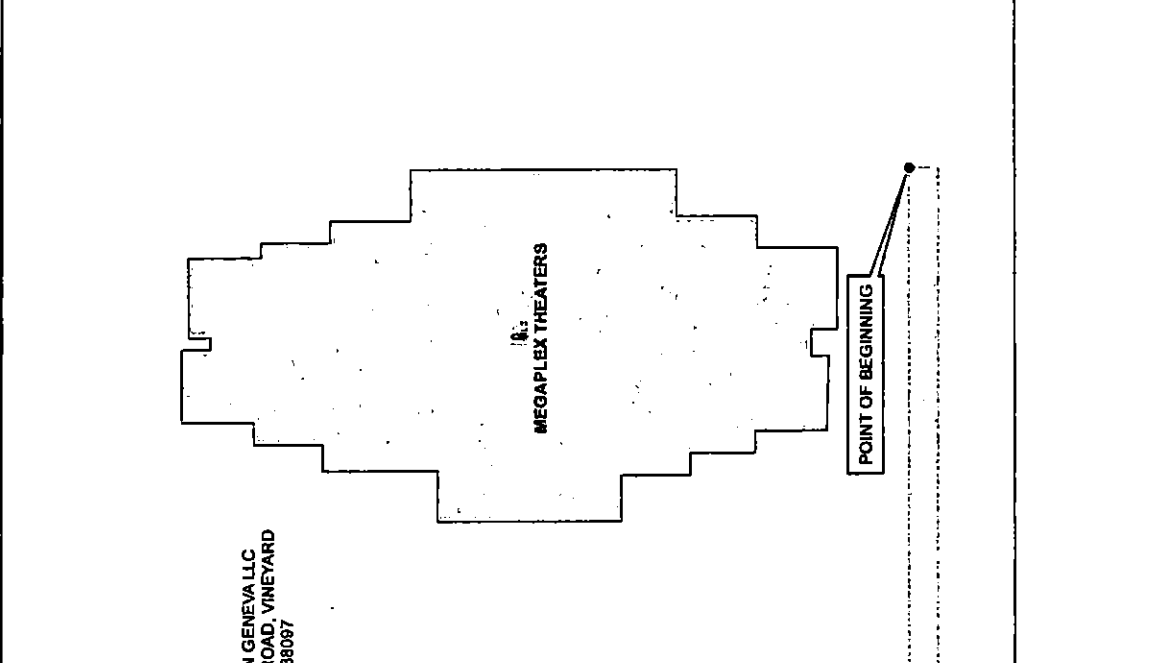 MEGAPLEX THEATERS
POINT OF BEGINNING
GENEVA LLC
ROAD, VINEYARD
38097